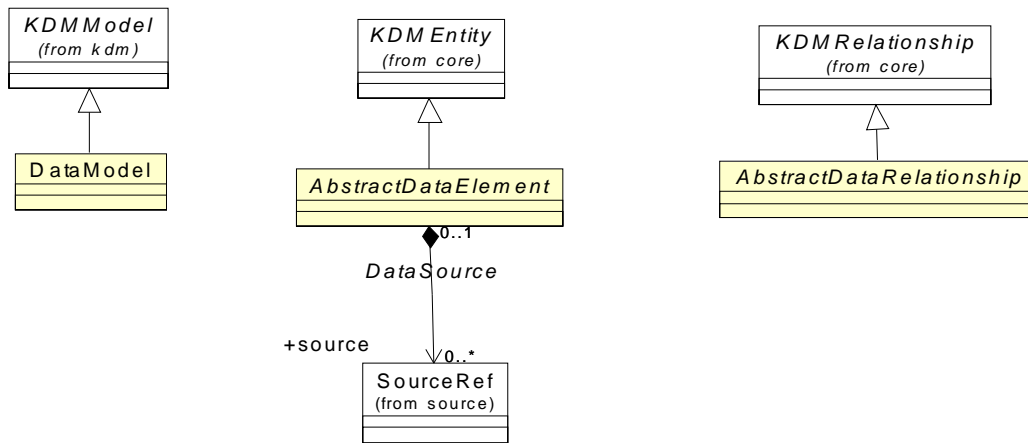 KDMModel
(from kdm)
KDMEntity
(from core)
KDMRelationship
(from core)
DataModel
AbstractDataElement
AbstractDataRelationship
0..1
DataSource
+source
0..*
SourceRef
(from source)